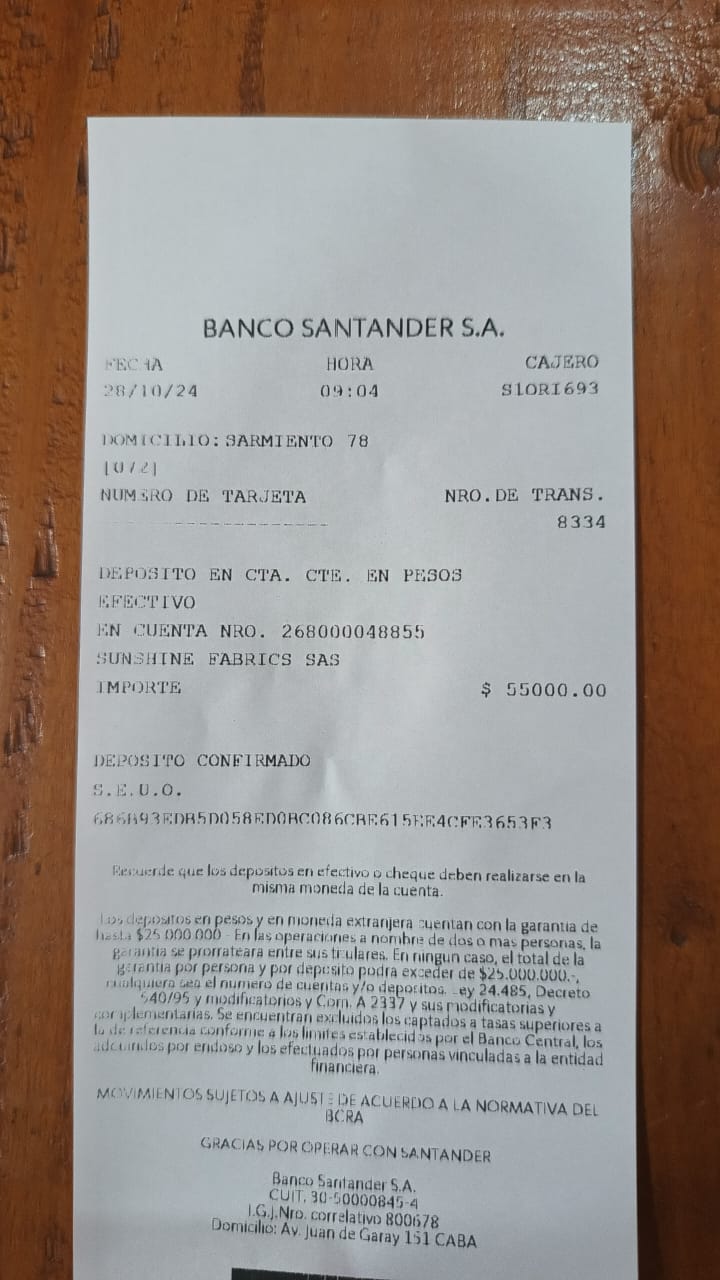 BANCO SANTANDER S.A.
FECHA HORA CAJERO
28/10/24 09:04 S1ORI693
DOMICILIO: SARMIENTO 78
[072]
NUMERO DE TARJETA NRO. DE TRANS.
8334
DEPOSITO EN CTA. CTE. EN PESOS
EFECTIVO
EN CUENTA NRO. 268000048855
SUNSHINE FABRICS SAS
IMPORTE $ 55000.00
DEPOSITO CONFIRMADO
S.E.U.O.
Recuerde que los depositos en efectivo o cheque deben realizarse en la
misma moneda de la cuenta.
Los depositos en pesos y en moneda extranjera cuentan con la garantia de
hasta $25.000.000 - En las operaciones a nombre de dos o mas personas, la
garantia se prorrateara entre sus titulares. En ningun caso, el total de la
garantia por persona y por deposito podra exceder de $25.000.000.-,
cualquiera sea el numero de cuentas y/o depositos. Ley 24.485, Decreto
540/95 y modificatorios y Com. A 2337 y sus modificatorias y
complementarias. Se encuentran excluidos los captados a tasas superiores a
la de referencia conforme a los limites establecidos por el Banco Central, los
adquiridos por endoso y los efectuados por personas vinculadas a la entidad
financiera.
MOVIMIENTOS SUJETOS A AJUSTE DE ACUERDO A LA NORMATIVA DEL
BCRA
GRACIAS POR OPERAR CON SANTANDER
Banco Santander S.A.
CUIT. 30-50000845-4
I.G.J. Nro. correlativo 800678
Domicilio: Av. Juan de Garay 151 CABA